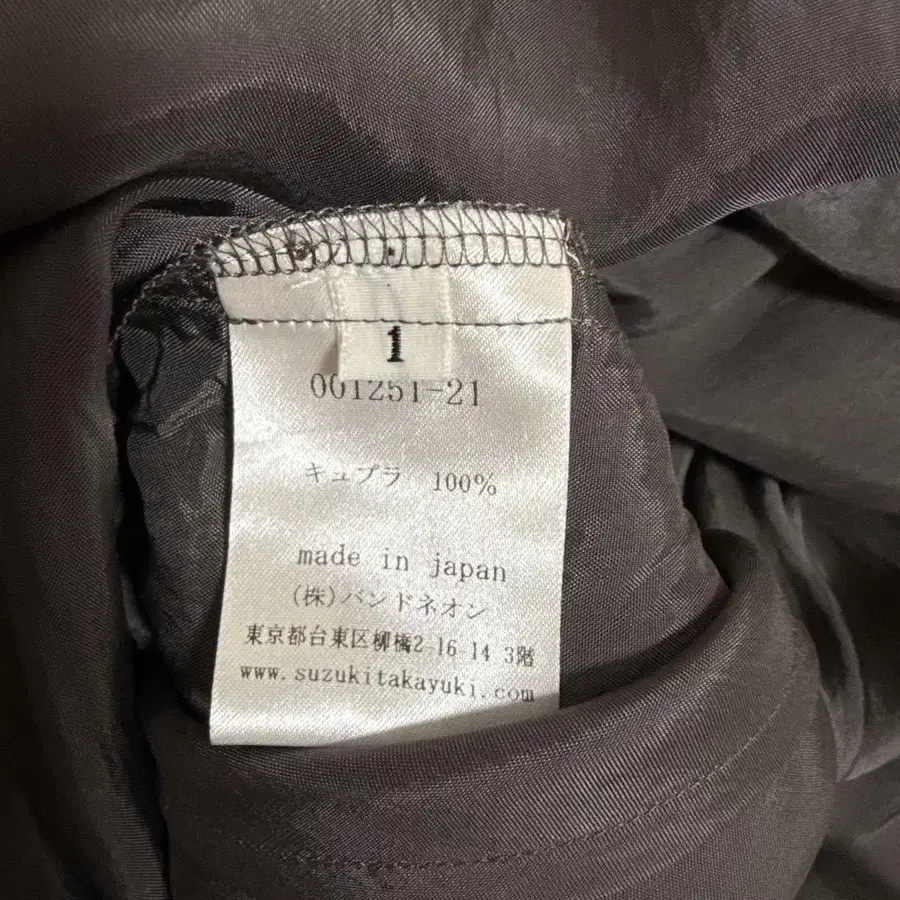 1
001251-21
キュプラ 100%
made in japan
(株)バンドネオン
東京都台東区柳橋2-16-14 3階
www.suzukitakayuki.com